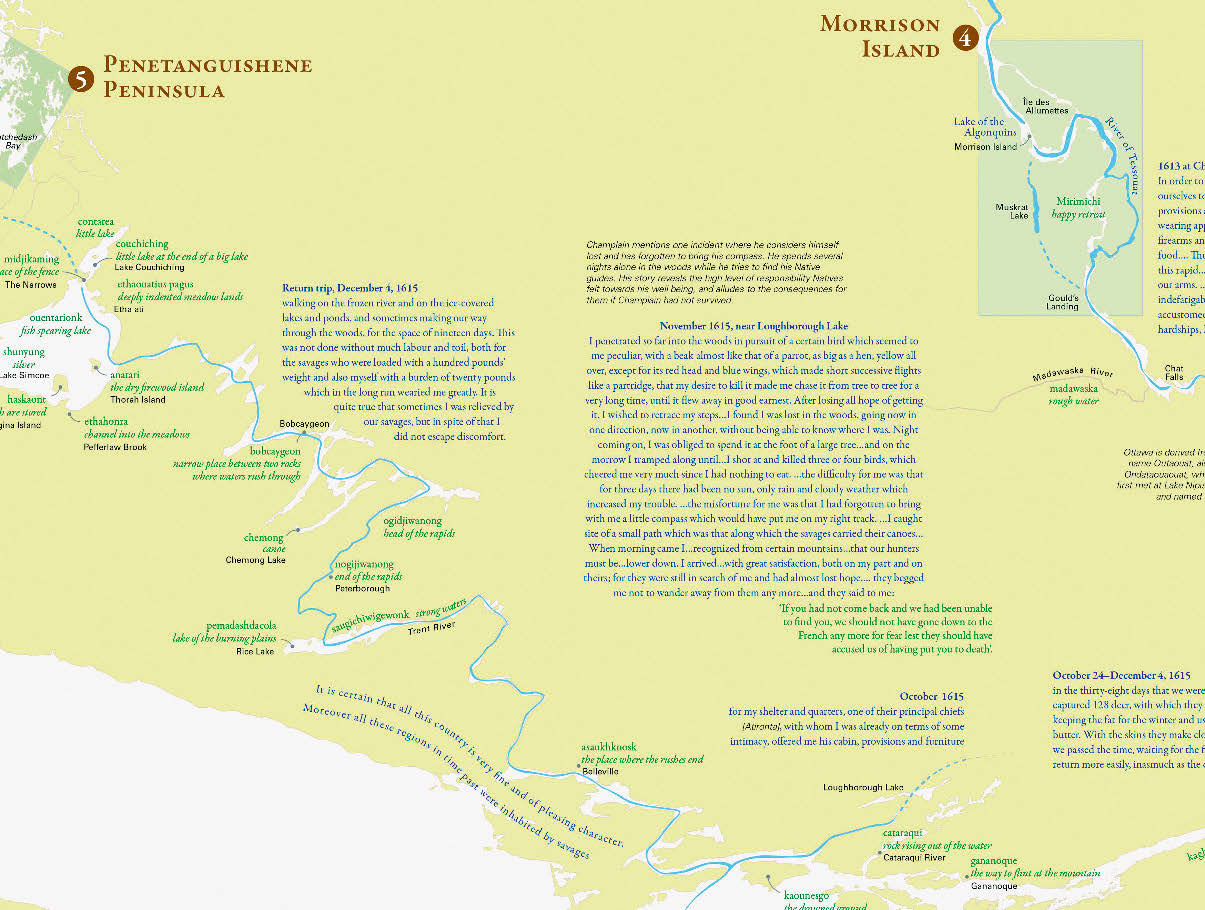 5
PENETANGUISHENE
PENINSULA
tchedash
Bay
contarea
little lake
couchiching
little lake at the end of a big lake
Lake Couchiching
midjikaming
ace of the fence
The Narrows
ethaouatius pagus
deeply indented meadow lands
Etharati
ouentarionk
fish spearing lake
shunyung
silver
Lake Simcoe
anarari
the dry firewood island
Thorah Island
haskaont
h are stored
gina Island
ethahonra
channel into the meadows
Pefferlaw Brook
Return trip, December 4, 1615
walking on the frozen river and on the ice-covered
lakes and ponds, and sometimes making our way
through the woods, for the space of nineteen days. This
was not done without much labour and toil, both for
the savages who were loaded with a hundred pounds'
weight and also myself with a burden of twenty pounds
which in the long run wearied me greatly. It is
quite true that sometimes I was relieved by
our savages, but in spite of that I
did not escape discomfort.
Bobcaygeon
bobcaygeon
narrow place between two rocks
where waters rush through
ogidjiwanong
head of the rapids
chemong
canoe
Chemong Lake
nogijiwanong
end of the rapids
Peterborough
saugichiwigewonk strong waters
Trent River
pemadashdacola
lake of the burning plains
Rice Lake
It is certain that all this country is very fine and of pleasing character.
Moreover all these regions in time past were inhabited by savages
asaukhknosk
the place where the rushes end
Belleville
MORRISON
ISLAND
4
Île des
Allumettes
Lake of the
Algonquins
Morrison Island
River of Tessouac
Muskrat
Lake
Mitimichi
happy retreat
Gould's
Landing
Madawaska River
madawaska
rough water
Chat
Falls
1613 at Ch
In order to
ourselves to
provisions a
wearing app
firearms an
food.... The
this rapid...
our arms. ..
indefatigab
accustomed
hardships,
Champlain mentions one incident where he considers himself
lost and has forgotten to bring his compass. He spends several
nights alone in the woods while he tries to find his Native
guides. His story reveals the high level of responsibility Natives
felt towards his well being, and alludes to the consequences for
them if Champlain had not survived.
November 1615, near Loughborough Lake
I penetrated so far into the woods in pursuit of a certain bird which seemed to
me peculiar, with a beak almost like that of a parrot, as big as a hen, yellow all
over, except for its red head and blue wings, which made short successive flights
like a partridge, that my desire to kill it made me chase it from tree to tree for a
very long time, until it flew away in good earnest. After losing all hope of getting
it, I wished to retrace my steps...I found I was lost in the woods, going now in
one direction, now in another, without being able to know where I was. Night
coming on, I was obliged to spend it at the foot of a large tree...and on the
morrow I tramped along until...I shot at and killed three or four birds, which
cheered me very much since I had nothing to eat. ...the difficulty for me was that
for three days there had been no sun, only rain and cloudy weather which
increased my trouble. ...the misfortune for me was that I had forgotten to bring
with me a little compass which would have put me on my right track. ...I caught
site of a small path which was that along which the savages carried their canoes...
When morning came I...recognized from certain mountains...that our hunters
must be...lower down. I arrived...with great satisfaction, both on my part and on
theirs; for they were still in search of me and had almost lost hope.... they begged
me not to wander away from them any more...and they said to me:
'If you had not come back and we had been unable
to find you, we should not have gone down to the
French any more for fear lest they should have
accused us of having put you to death'.
Ottawa is derived fr
name Outaouat, al
Ondataouaouat, wh
first met at Lake Nipi
and named
October 1615
for my shelter and quarters, one of their principal chiefs
[Atironta], with whom I was already on terms of some
intimacy, offered me his cabin, provisions and furniture
October 24–December 4, 1615
in the thirty-eight days that we were
captured 128 deer, with which they
keeping the fat for the winter and us
butter. With the skins they make clo
we passed the time, waiting for the f
return more easily, inasmuch as the
Loughborough Lake
cataraqui
rock rising out of the water
Cataraqui River
gananoque
the way to flint at the mountain
Gananoque
kaounesgo
the drowned ground
kagh